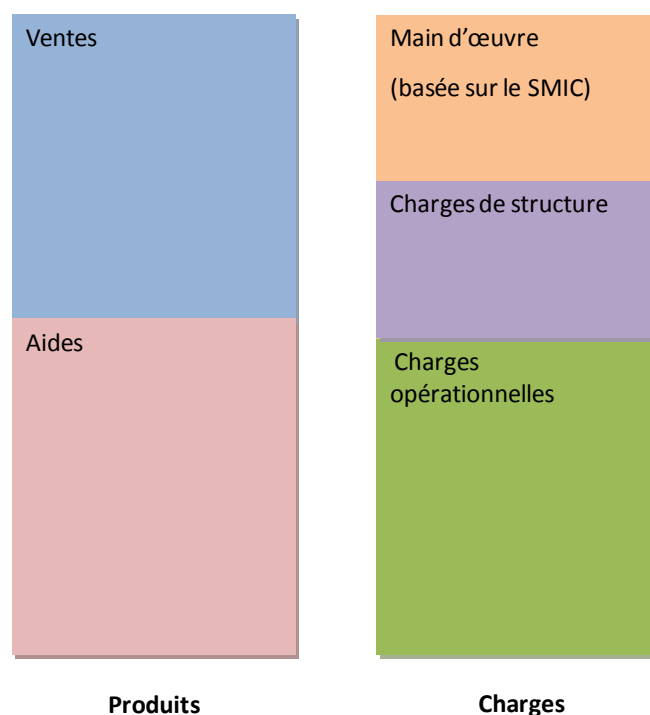 Ventes
Main d'œuvre
(basée sur le SMIC)
Charges de structure
Aides
Charges
opérationnelles
Produits
Charges